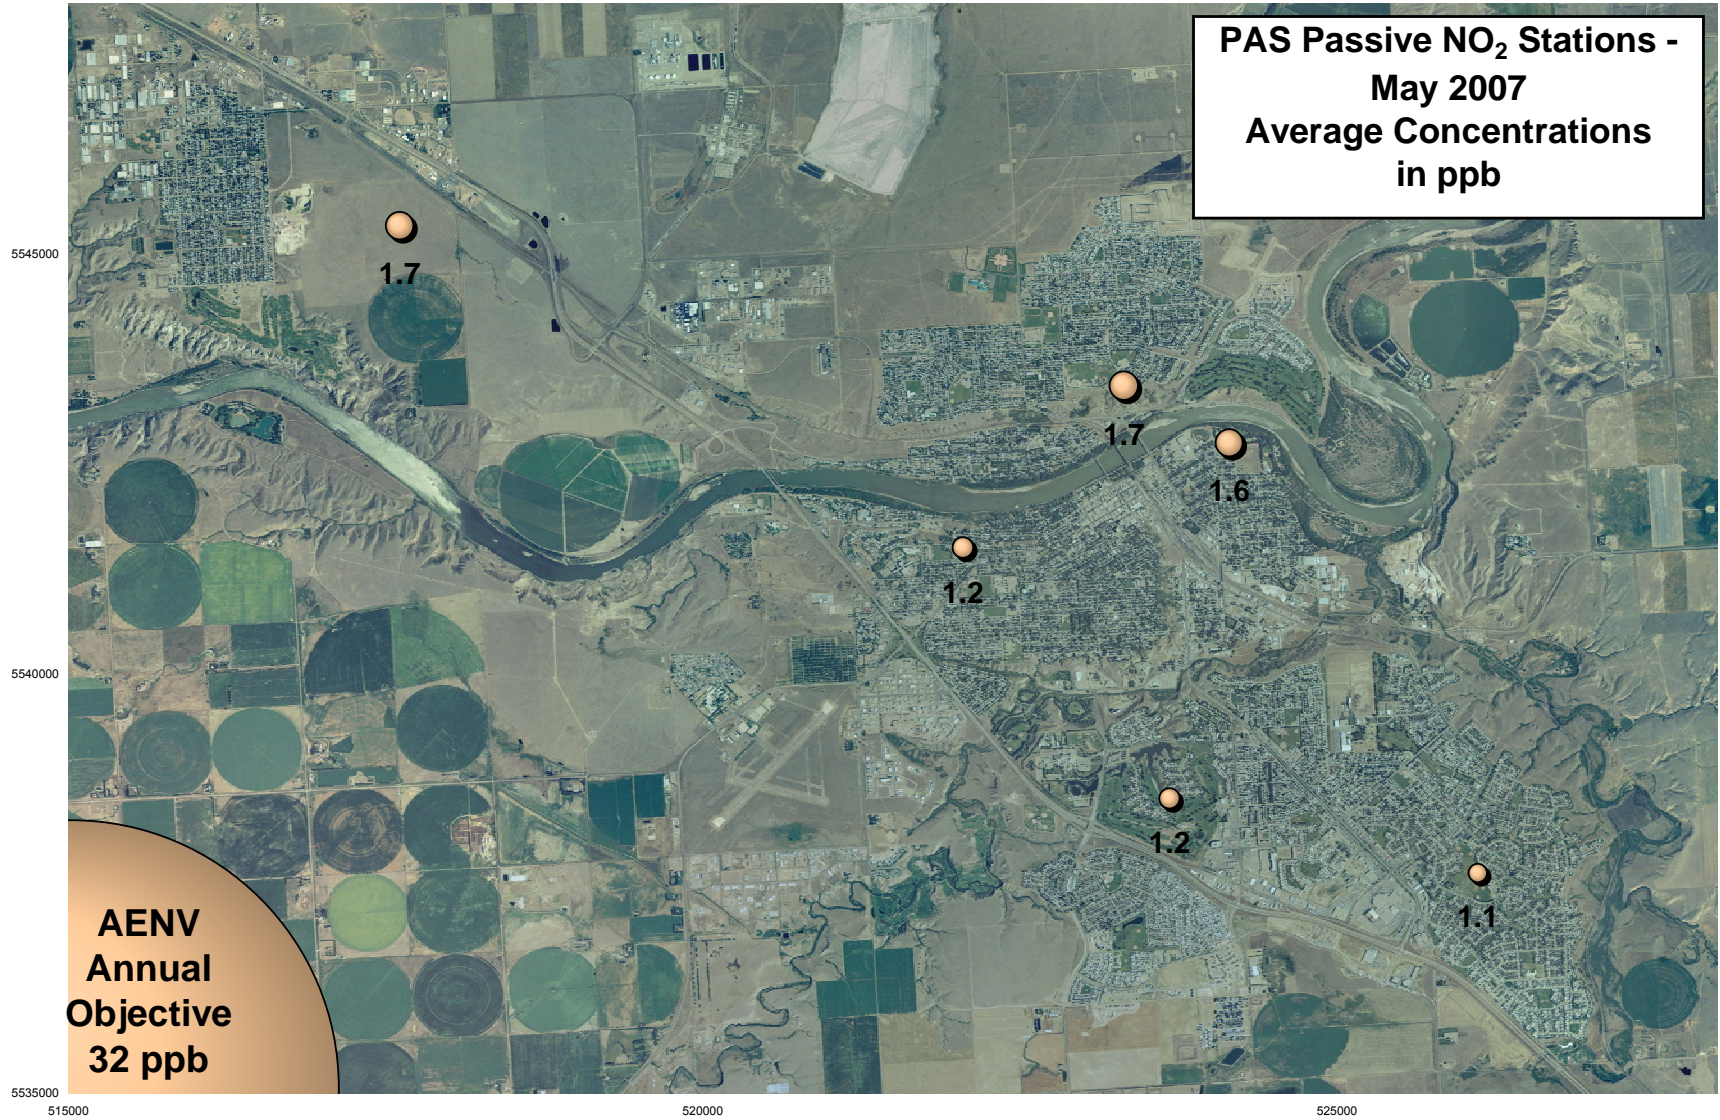 PAS Passive NO₂ Stations -
May 2007
Average Concentrations
in ppb
5545000
1.7
1.7
1.6
1.2
5540000
1.2
1.1
AENV
Annual
Objective
32 ppb
5535000
515000
520000
525000